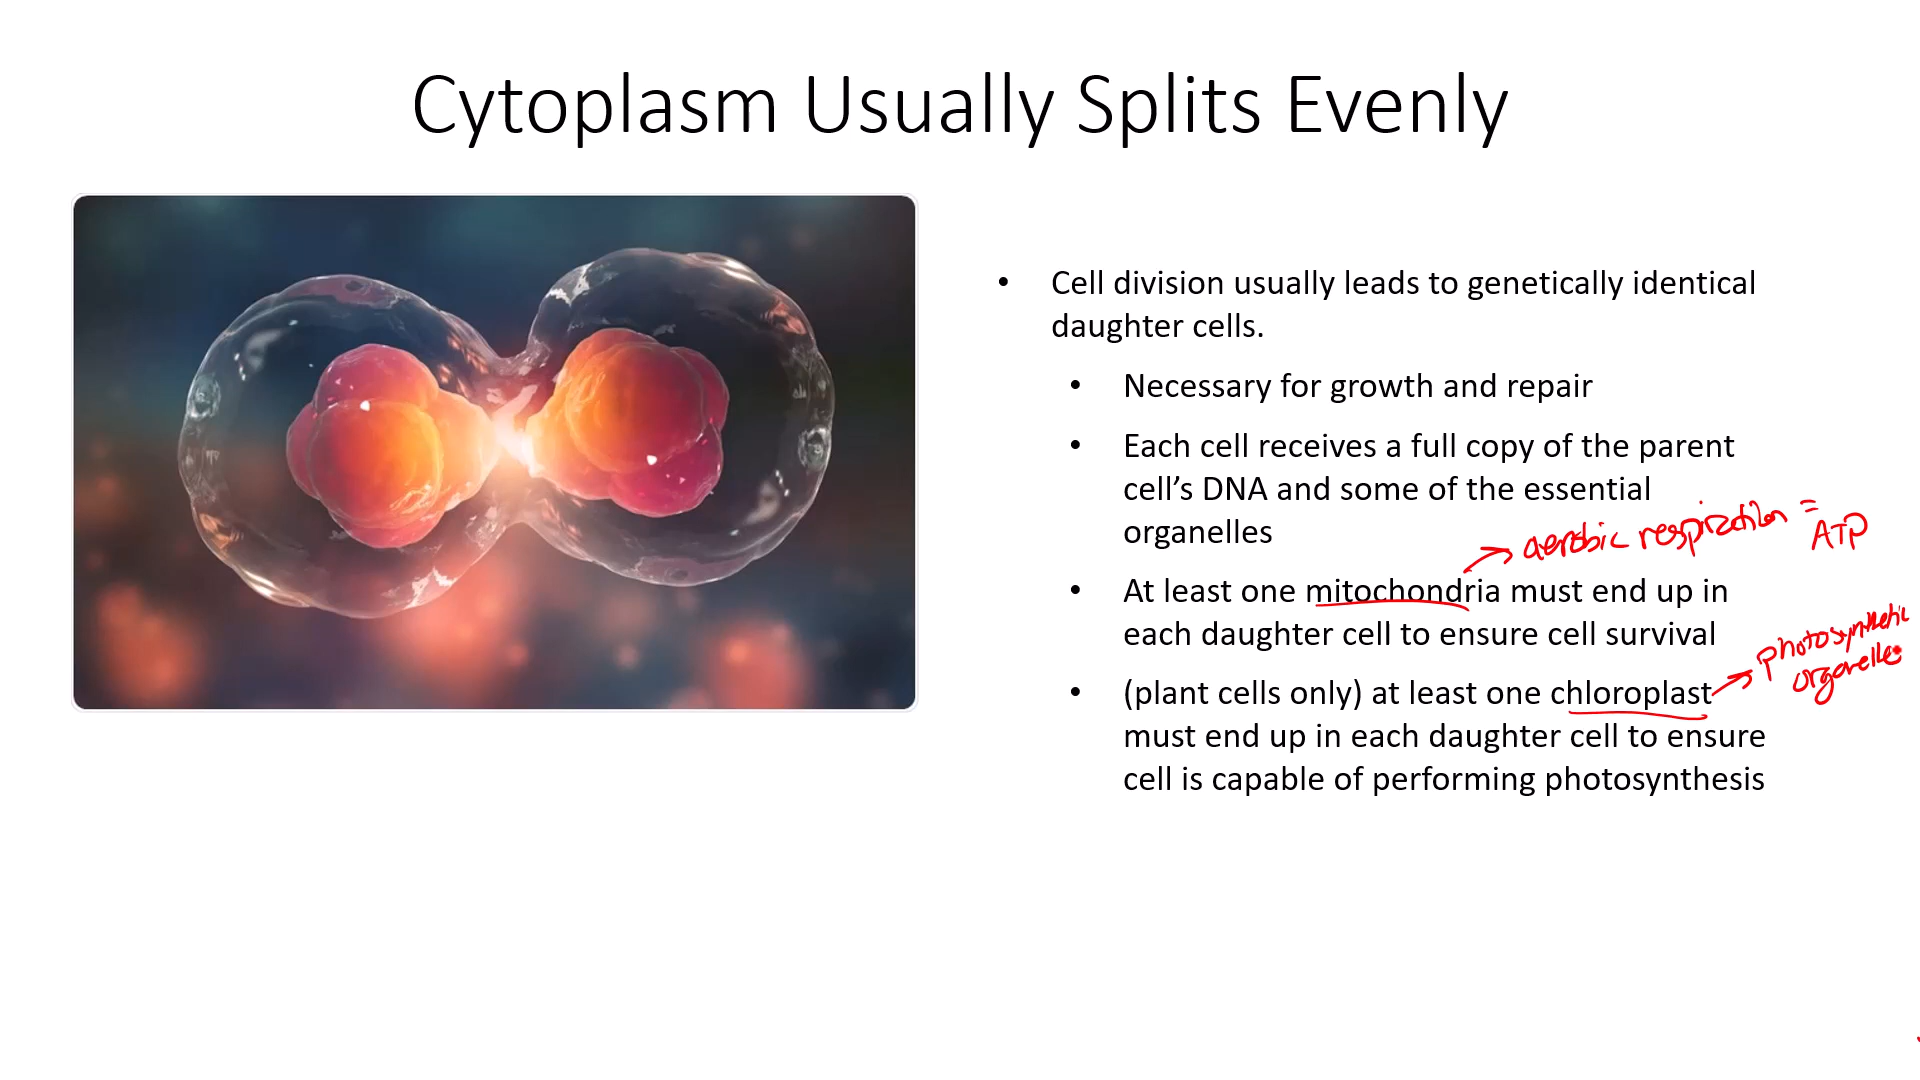 Cytoplasm Usually Splits Evenly
• Cell division usually leads to genetically identical
daughter cells.
• Necessary for growth and repair
• Each cell receives a full copy of the parent
cell's DNA and some of the essential
organelles
→ aerobic respiration =
ATP
• At least one mitochondria must end up in
each daughter cell to ensure cell survival
→ photosynthetic
organelles
• (plant cells only) at least one chloroplast
must end up in each daughter cell to ensure
cell is capable of performing photosynthesis